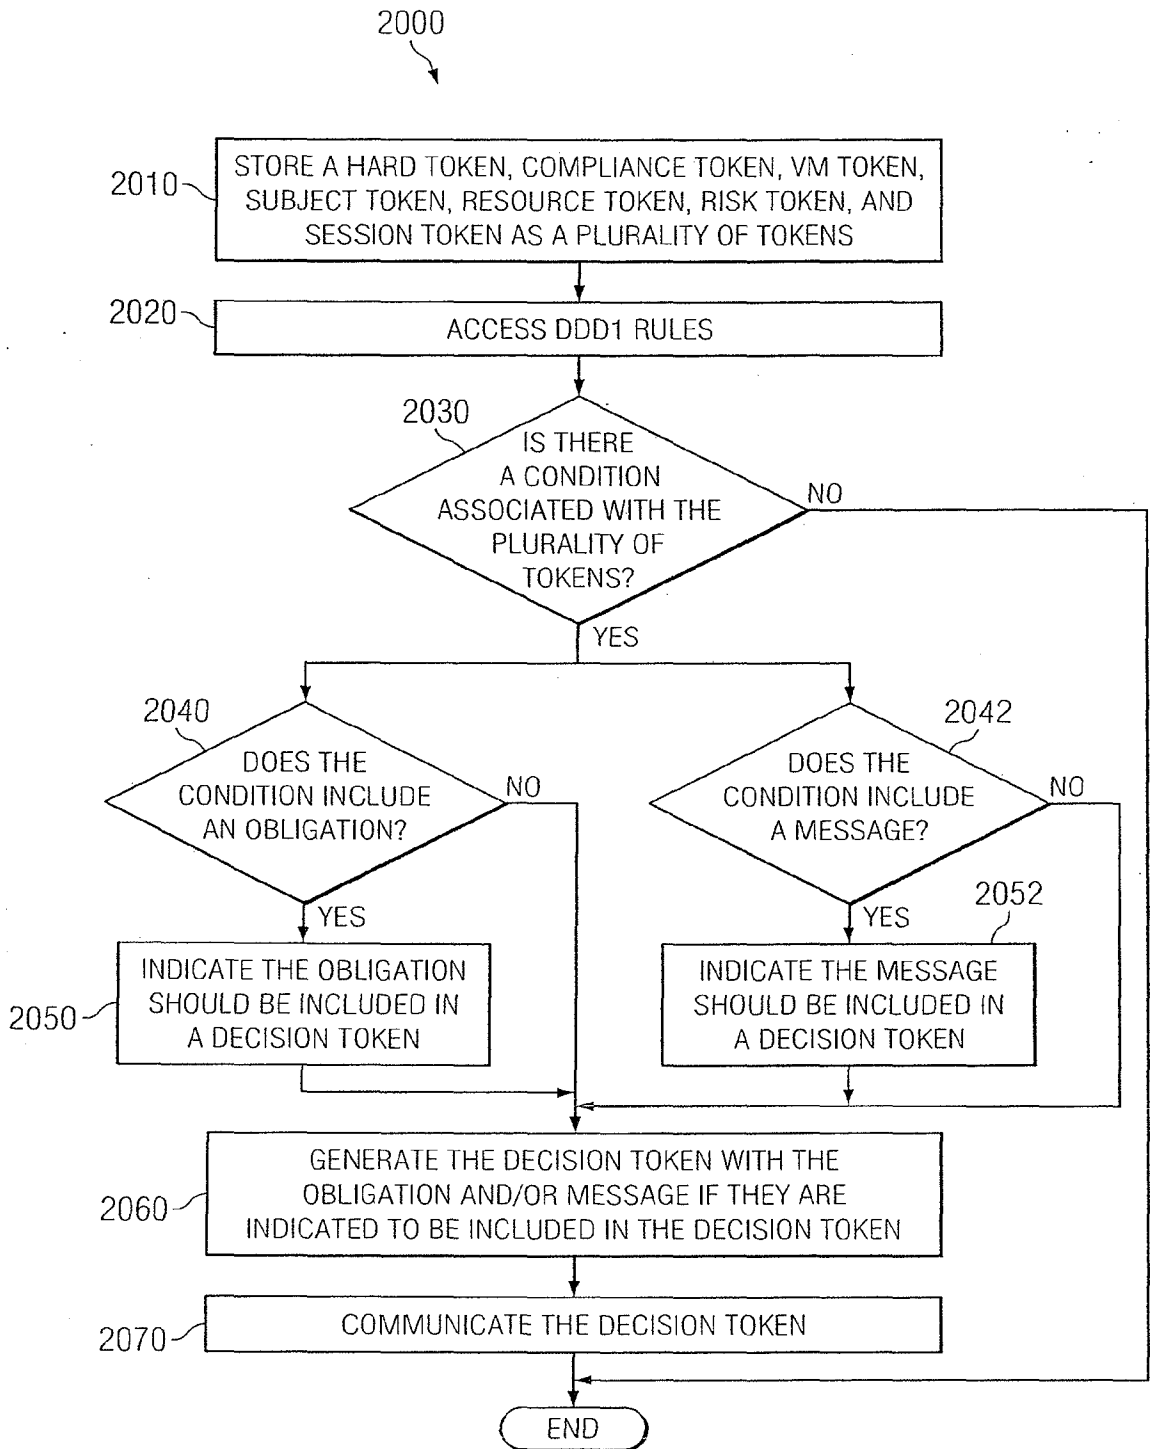 2000
2010
STORE A HARD TOKEN, COMPLIANCE TOKEN, VM TOKEN,
SUBJECT TOKEN, RESOURCE TOKEN, RISK TOKEN, AND
SESSION TOKEN AS A PLURALITY OF TOKENS
2020
ACCESS DDD1 RULES
2030
IS THERE
A CONDITION
ASSOCIATED WITH THE
PLURALITY OF
TOKENS?
NO
YES
2040
DOES THE
CONDITION INCLUDE
AN OBLIGATION?
NO
YES
2042
DOES THE
CONDITION INCLUDE
A MESSAGE?
NO
YES
2050
INDICATE THE OBLIGATION
SHOULD BE INCLUDED IN
A DECISION TOKEN
2052
INDICATE THE MESSAGE
SHOULD BE INCLUDED IN
A DECISION TOKEN
2060
GENERATE THE DECISION TOKEN WITH THE
OBLIGATION AND/OR MESSAGE IF THEY ARE
INDICATED TO BE INCLUDED IN THE DECISION TOKEN
2070
COMMUNICATE THE DECISION TOKEN
END